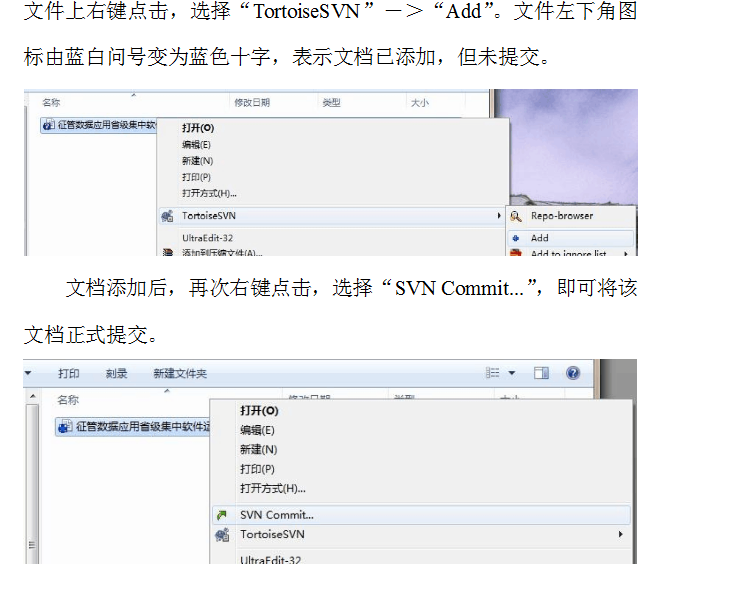 文件上右键点击，选择“TortoiseSVN”－＞“Add”。文件左下角图
标由蓝白问号变为蓝色十字，表示文档已添加，但未提交。
名称 修改日期 类型 大小
征管数据应用省级集中软
打开(O)
编辑(E)
新建(N)
打印(P)
打开方式(H)...
TortoiseSVN
Repo-browser
UltraEdit-32
Add
添加到压缩文件(A)...
Add to ignore list
文档添加后，再次右键点击，选择“SVN Commit...”，即可将该
文档正式提交。
打印 刻录 新建文件夹
名称 修改日期 类型 大小
征管数据应用省级集中软件
打开(O)
编辑(E)
新建(N)
打印(P)
打开方式(H)...
SVN Commit...
TortoiseSVN
UltraEdit-32